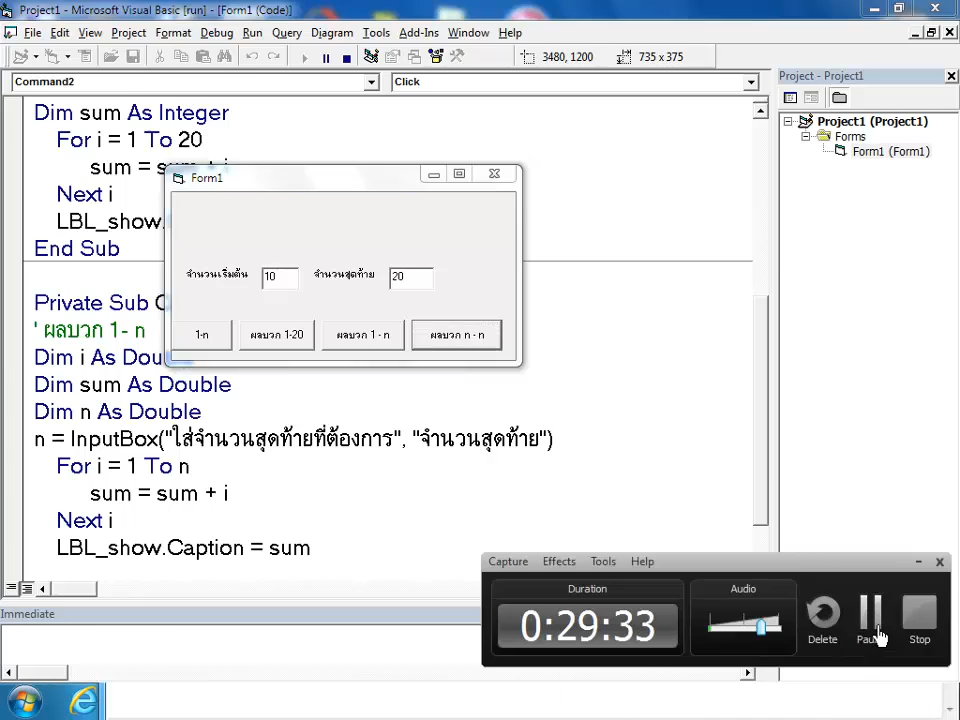 Project1 - Microsoft Visual Basic [run] - [Form1 (Code)]
File Edit View Project Format Debug Run Query Diagram Tools Add-Ins Window Help
3480, 1200 735 x 375
Command2 Click
Dim sum As Integer
For i = 1 To 20
sum = sum + i
Next i
LBL_show.
End Sub
Private Sub
' ผลบวก 1- n
Dim i As Double
Dim sum As Double
Dim n As Double
n = InputBox("ใส่จำนวนสุดท้ายที่ต้องการ", "จำนวนสุดท้าย")
For i = 1 To n
sum = sum + i
Next i
LBL_show.Caption = sum
Form1
จำนวนเริ่มต้น 10 จำนวนสุดท้าย 20
1-n ผลบวก 1-20 ผลบวก 1 - n ผลบวก n - n
Project - Project1
Project1 (Project1)
Forms
Form1 (Form1)
Immediate
Capture Effects Tools Help
Duration Audio
0:29:33
Delete Pause Stop